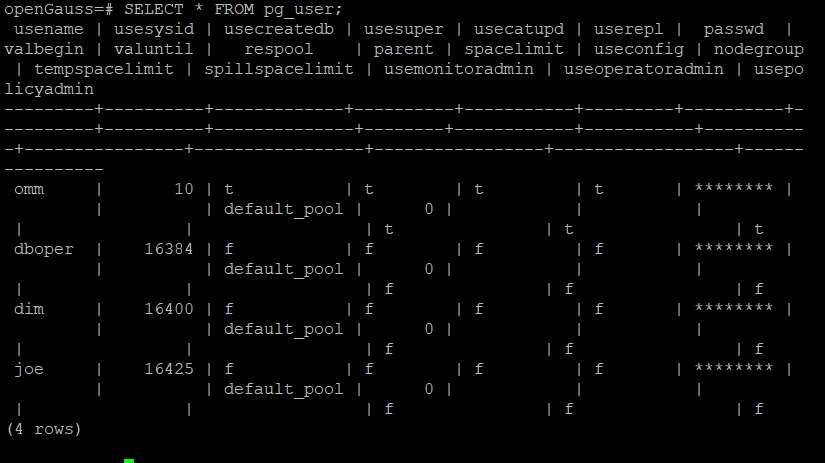 openGauss=# SELECT * FROM pg_user;
 usename | usesysid | usecreatedb | usesuper | usecatupd | userepl | passwd |
valbegin | valuntil |   respool    | parent | spacelimit | useconfig | nodegroup
 | tempspacelimit | spillspacelimit | usemonitoradmin | useoperatoradmin | usepo
licyadmin
---------+----------+-------------+----------+-----------+---------+----------+-
---------+----------+--------------+--------+------------+-----------+----------
-+----------------+-----------------+-----------------+------------------+------
----------
 omm     |       10 | t           | t        | t         | t       | ******** |
         |          | default_pool |      0 |            |           |
 |                |                 | t               | t                | t
 dboper  |    16384 | f           | f        | f         | f       | ******** |
         |          | default_pool |      0 |            |           |
 |                |                 | f               | f                | f
 dim     |    16400 | f           | f        | f         | f       | ******** |
         |          | default_pool |      0 |            |           |
 |                |                 | f               | f                | f
 joe     |    16425 | f           | f        | f         | f       | ******** |
         |          | default_pool |      0 |            |           |
 |                |                 | f               | f                | f
(4 rows)